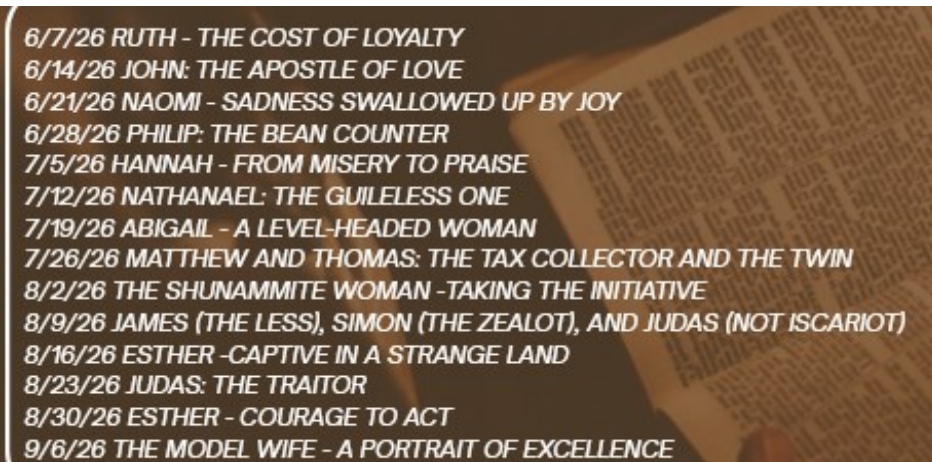 6/7/26 RUTH - THE COST OF LOYALTY
6/14/26 JOHN: THE APOSTLE OF LOVE
6/21/26 NAOMI - SADNESS SWALLOWED UP BY JOY
6/28/26 PHILIP: THE BEAN COUNTER
7/5/26 HANNAH - FROM MISERY TO PRAISE
7/12/26 NATHANAEL: THE GUILELESS ONE
7/19/26 ABIGAIL - A LEVEL-HEADED WOMAN
7/26/26 MATTHEW AND THOMAS: THE TAX COLLECTOR AND THE TWIN
8/2/26 THE SHUNAMMITE WOMAN -TAKING THE INITIATIVE
8/9/26 JAMES (THE LESS), SIMON (THE ZEALOT), AND JUDAS (NOT ISCARIOT)
8/16/26 ESTHER -CAPTIVE IN A STRANGE LAND
8/23/26 JUDAS: THE TRAITOR
8/30/26 ESTHER - COURAGE TO ACT
9/6/26 THE MODEL WIFE - A PORTRAIT OF EXCELLENCE